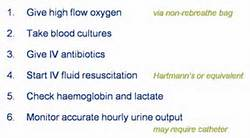 1. Give high flow oxygen via non-rebreathe bag
2. Take blood cultures
3. Give IV antibiotics
4. Start IV fluid resuscitation Hartmann's or equivalent
5. Check haemoglobin and lactate
6. Monitor accurate hourly urine output
may require catheter